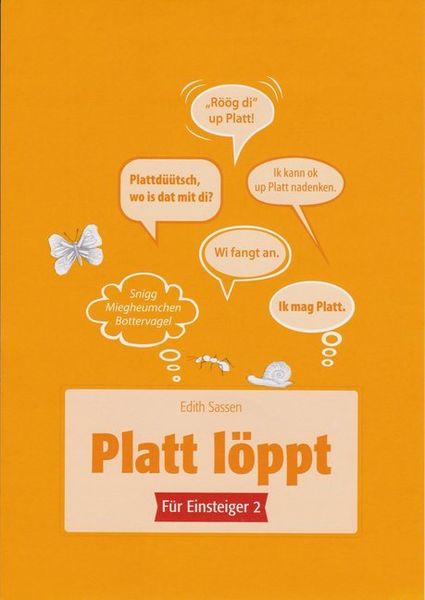 „Röög di“
up Platt!
Plattdüütsch,
wo is dat mit di?
Ik kann ok
up Platt nadenken.
Wi fangt an.
Snigg
Miegheumchen
Bottervagel
Ik mag Platt.
Edith Sassen
Platt löppt
Für Einsteiger 2